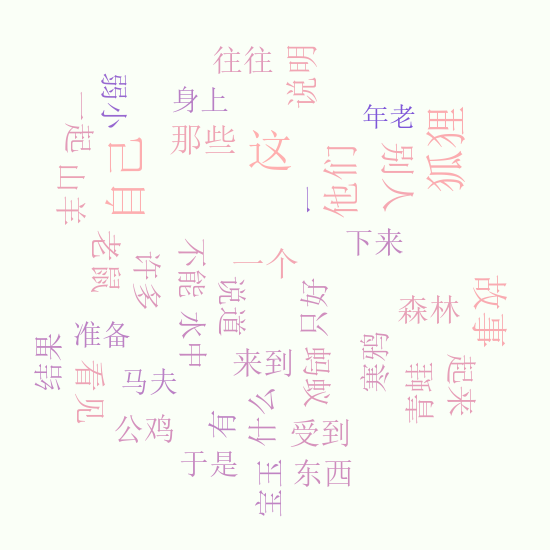 往往
说明
弱小
身上
年老
一起
那些
这
他们
别人
狐狸
自己
山羊
一
下来
老鼠
许多
不能
一个
说道
只好
森林
故事
水中
准备
结果
看见
马夫
来到
蚂蚁
寒鸦
青蛙
起来
公鸡
有
什么
受到
于是
宝玉
东西